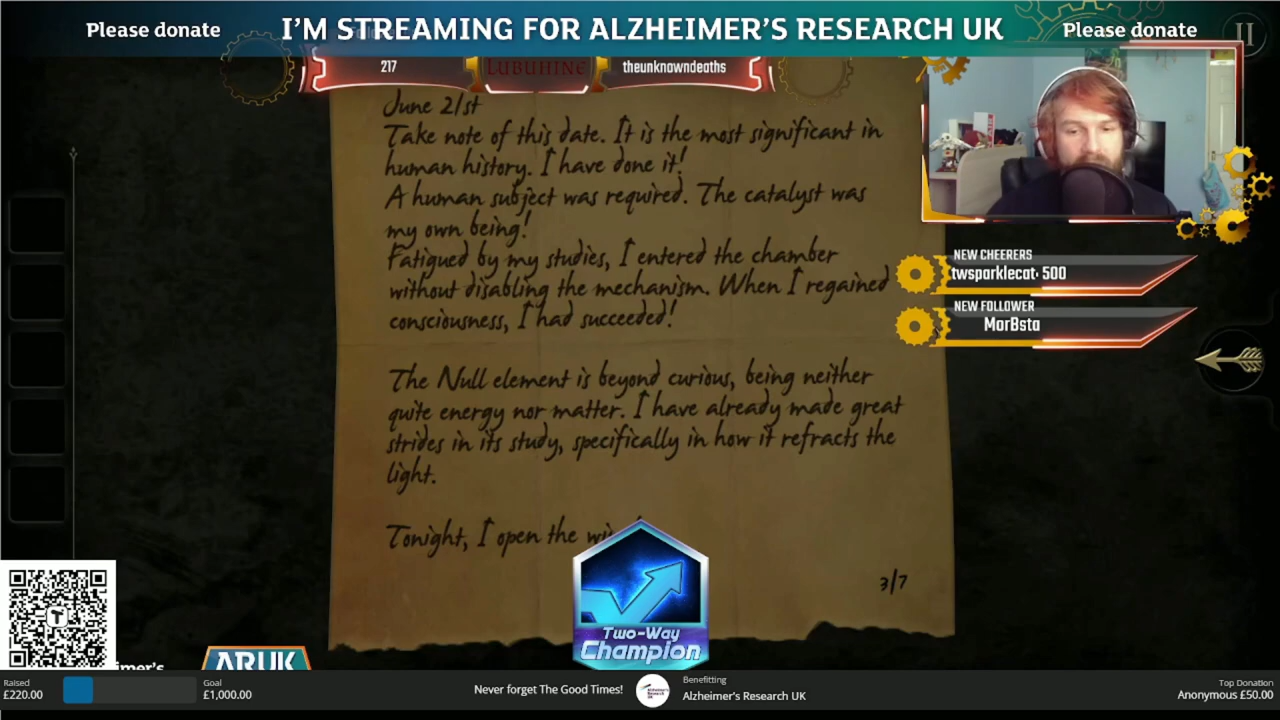 Please donate
I'M STREAMING FOR ALZHEIMER'S RESEARCH UK
Please donate
217
LUBUHINE
theunknowndeaths
June 21st
Take note of this date. It is the most significant in
human history. I have done it!
A human subject was required. The catalyst was
my own being!
Fatigued by my studies, I entered the chamber
without disabling the mechanism. When I regained
consciousness, I had succeeded!
The Null element is beyond curious, being neither
quite energy nor matter. I have already made great
strides in its study, specifically in how it refracts the
light.
Tonight, I open the
3/7
NEW CHEERERS
twsparklecat· 500
NEW FOLLOWER
MorBsta
Two-Way
Champion
T
ARUK
Raised
£220.00
Goal
£1,000.00
Never forget The Good Times!
Alzheimer's
Research
UK
Benefitting
Alzheimer's Research UK
Top Donation
Anonymous £50.00